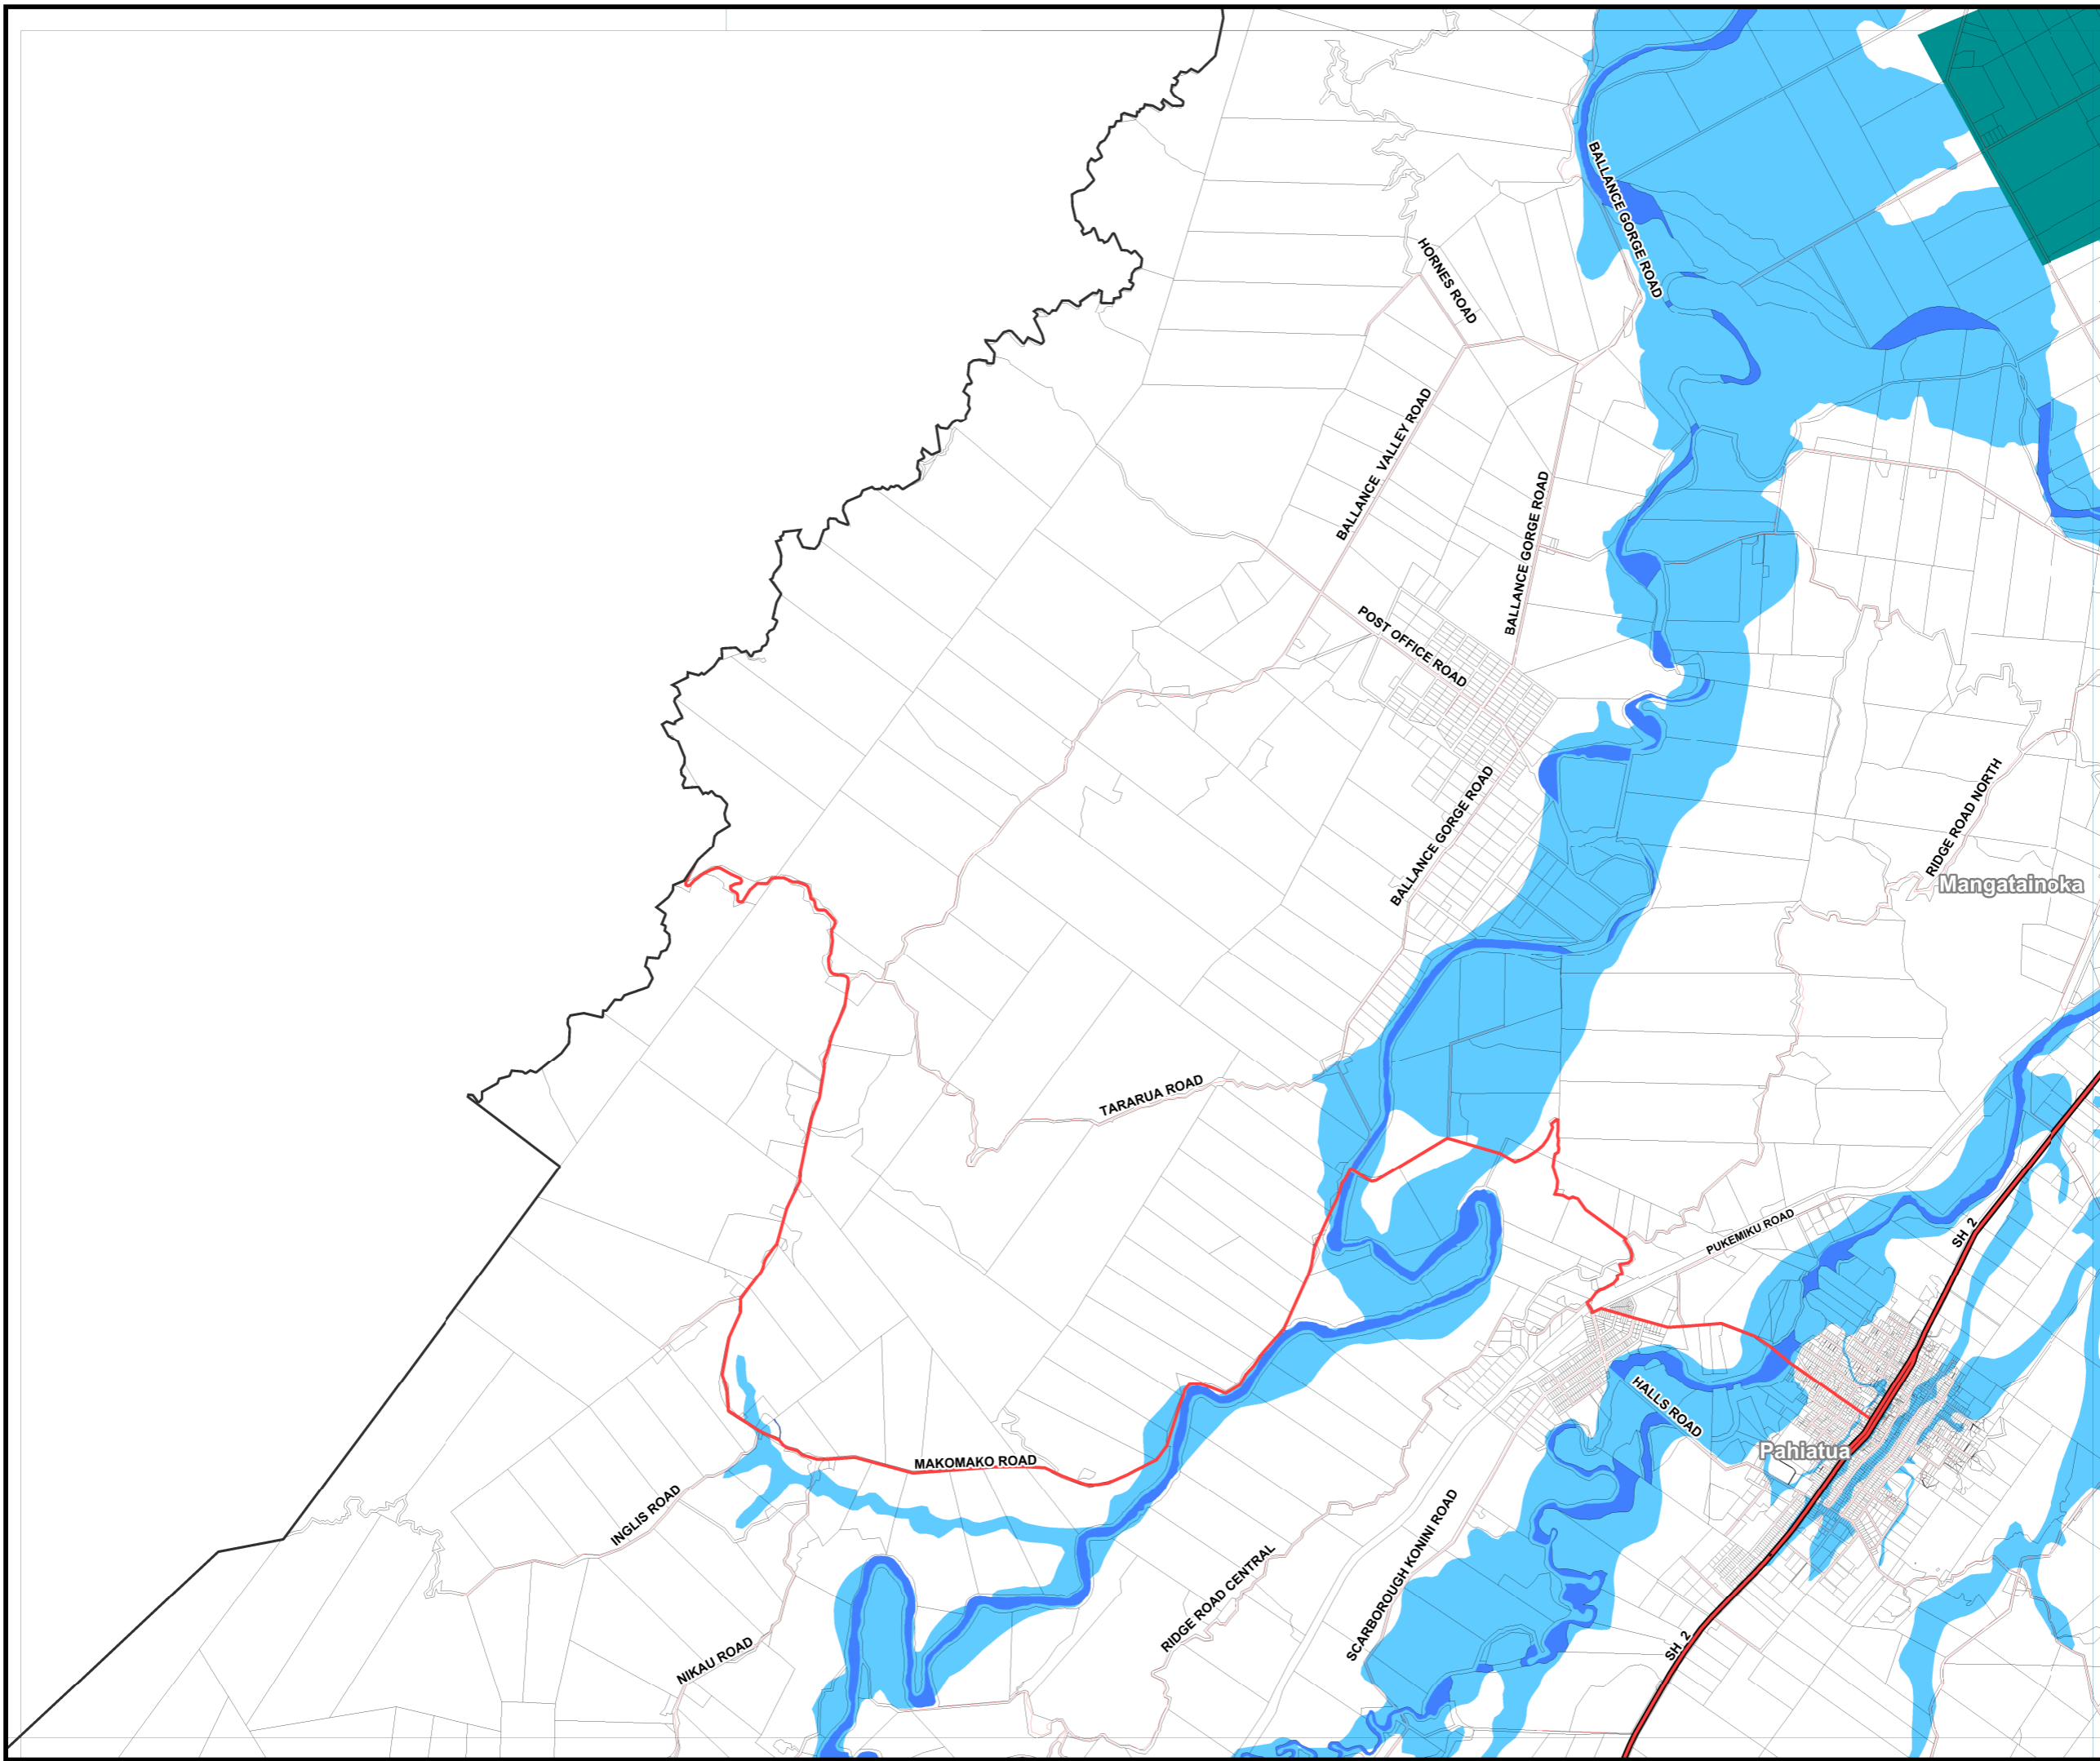 BALLANCE GORGE ROAD
HORNES ROAD
BALLANCE VALLEY ROAD
BALLANCE GORGE ROAD
POST OFFICE ROAD
BALLANCE GORGE ROAD
RIDGE ROAD NORTH
Mangatainoka
TARARUA ROAD
PUKEMIKU ROAD
SH 2
HALLS ROAD
Pahiatua
MAKOMAKO ROAD
INGLIS ROAD
SCARBOROUGH KONINI ROAD
RIDGE ROAD CENTRAL
NIKAU ROAD
SH 2